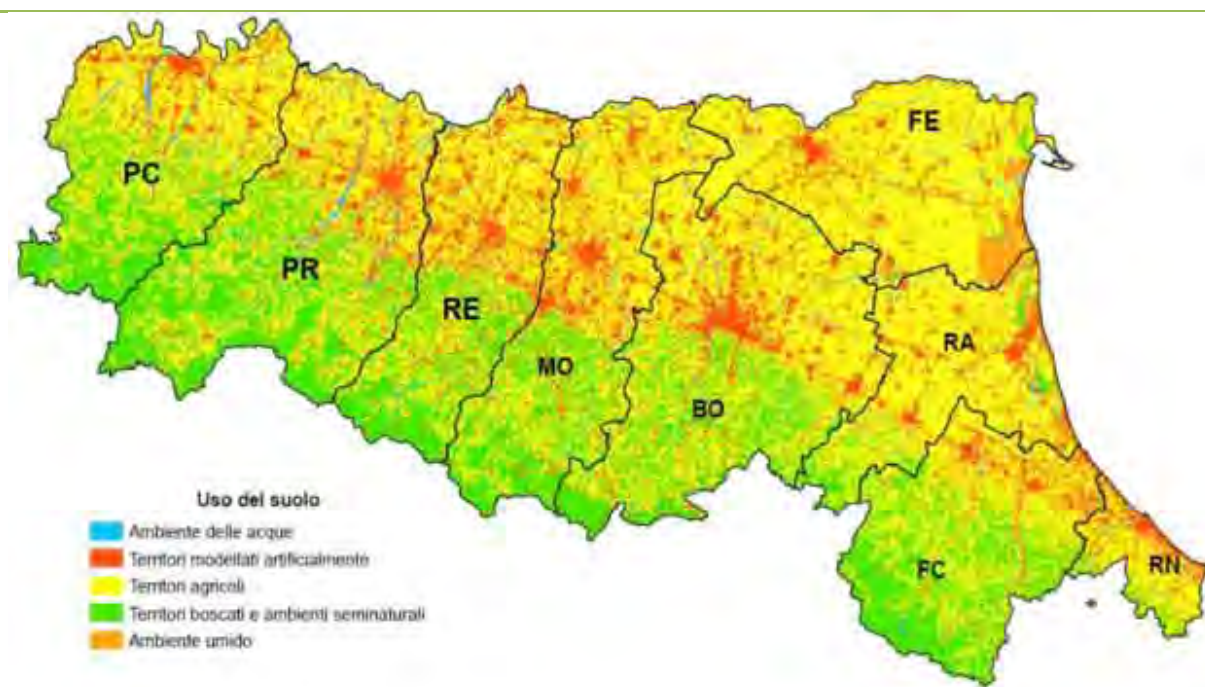 FE
PC
PR
RE
RA
MO
BO
FC
RN
Uso del suolo
Ambiente delle acque
Territori modellati artificialmente
Territori agricoli
Territori boscati e ambienti seminaturali
Ambiente umido